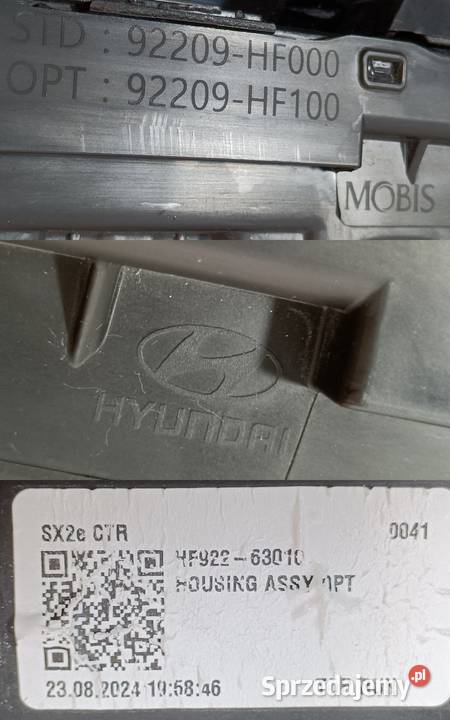 STD : 92209-HF000
OPT : 92209-HF100
MOBIS
HYUNDAI
SX2e CTR
0041
HF922-63010
HOUSING ASSY OPT
23.08.2024 19:58:46
Sprzedajemy.pl